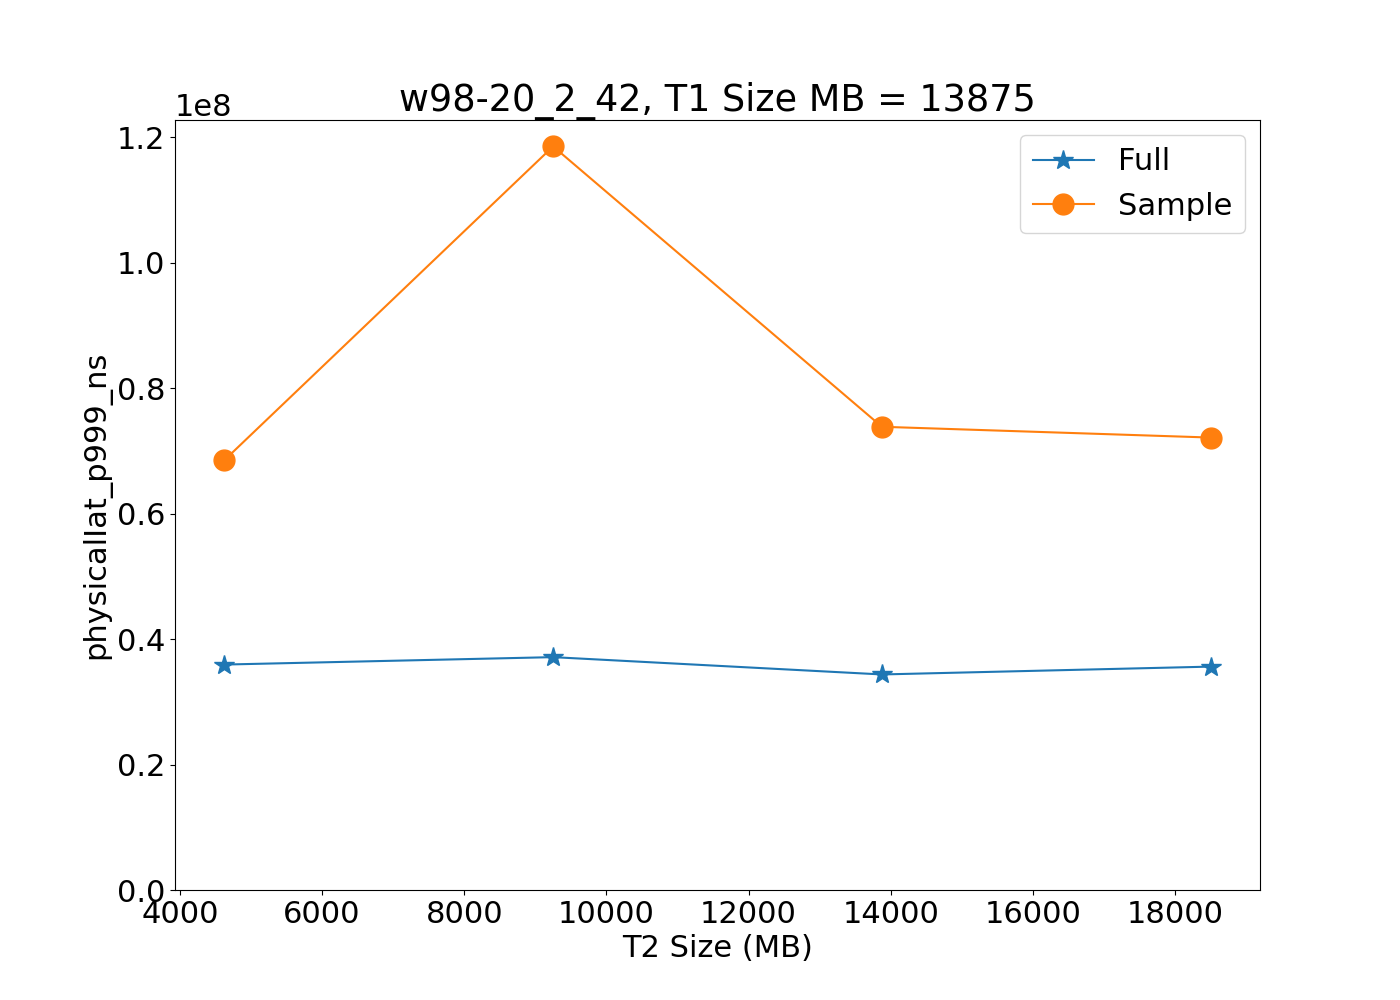 w98-20_2_42, T1 Size MB = 13875
1e8
1.2
1.0
0.8
0.6
0.4
0.2
0.0
physicallat_p999_ns
Full
Sample
4000 6000 8000 10000 12000 14000 16000 18000
T2 Size (MB)